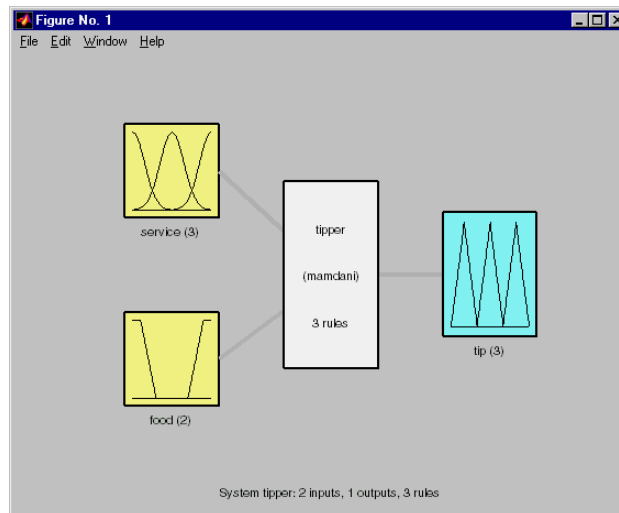 Figure No. 1
File Edit Window Help
service (3)
tipper
(mamdani)
3 rules
tip (3)
food (2)
System tipper: 2 inputs, 1 outputs, 3 rules